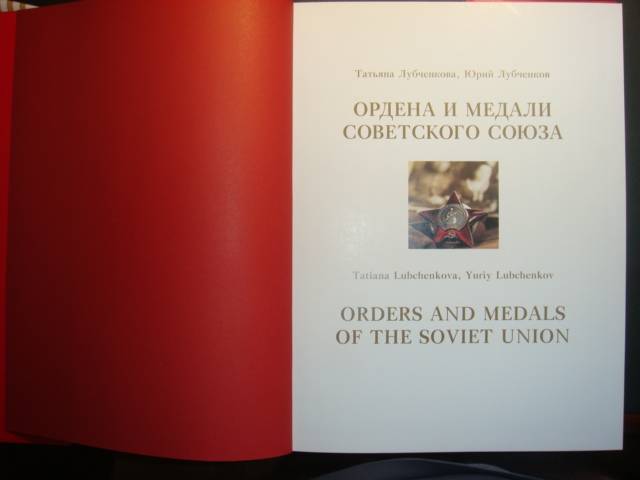 Татьяна Лубченкова, Юрий Лубченков
ОРДЕНА И МЕДАЛИ
СОВЕТСКОГО СОЮЗА
Tatiana Lubchenkova, Yuriy Lubchenkov
ORDERS AND MEDALS
OF THE SOVIET UNION